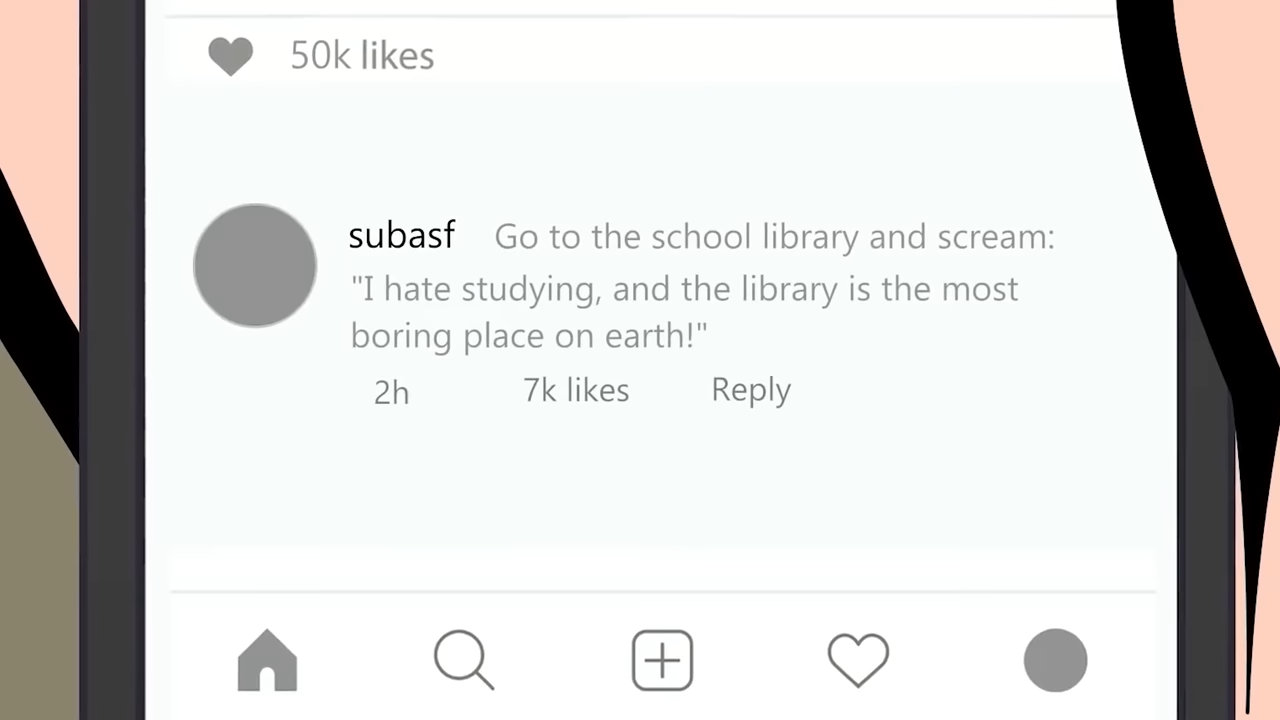 50k likes
subasf Go to the school library and scream:
"I hate studying, and the library is the most
boring place on earth!"
2h 7k likes Reply